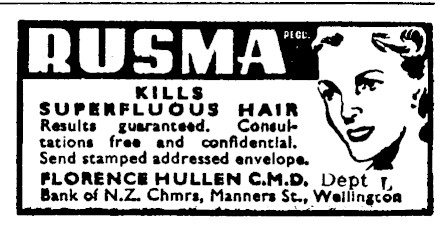 RUSMA REGD.
KILLS
SUPERFLUOUS HAIR
Results guaranteed. Consul-
tations free and confidential.
Send stamped addressed envelope.
FLORENCE HULLEN C.M.D. Dept L
Bank of N.Z. Chmrs, Manners St., Wellington